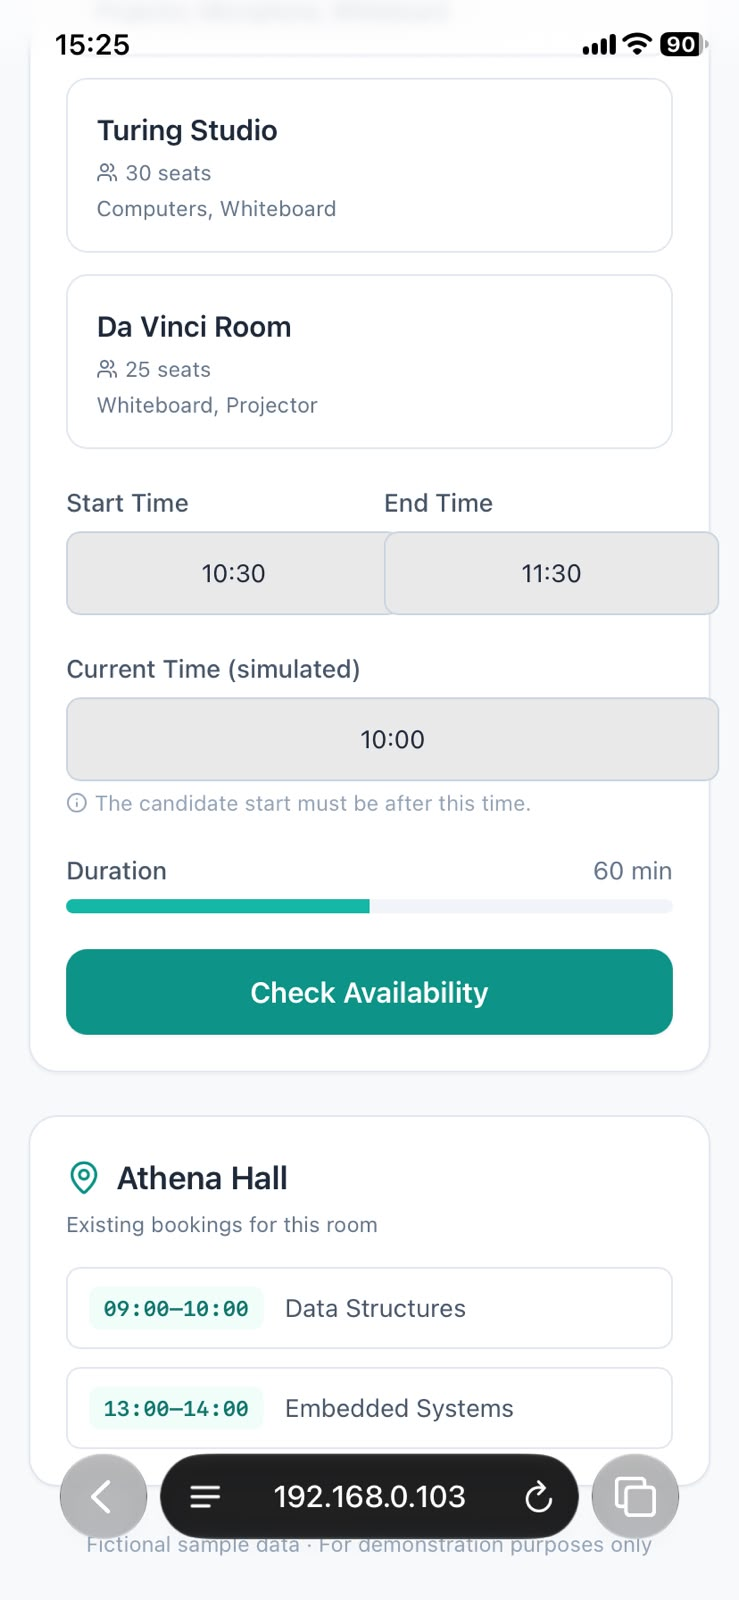 15:25
90
Turing Studio
30 seats
Computers, Whiteboard
Da Vinci Room
25 seats
Whiteboard, Projector
Start Time
End Time
10:30
11:30
Current Time (simulated)
10:00
The candidate start must be after this time.
Duration
60 min
Check Availability
Athena Hall
Existing bookings for this room
09:00–10:00
Data Structures
13:00–14:00
Embedded Systems
192.168.0.103
Fictional sample data · For demonstration purposes only